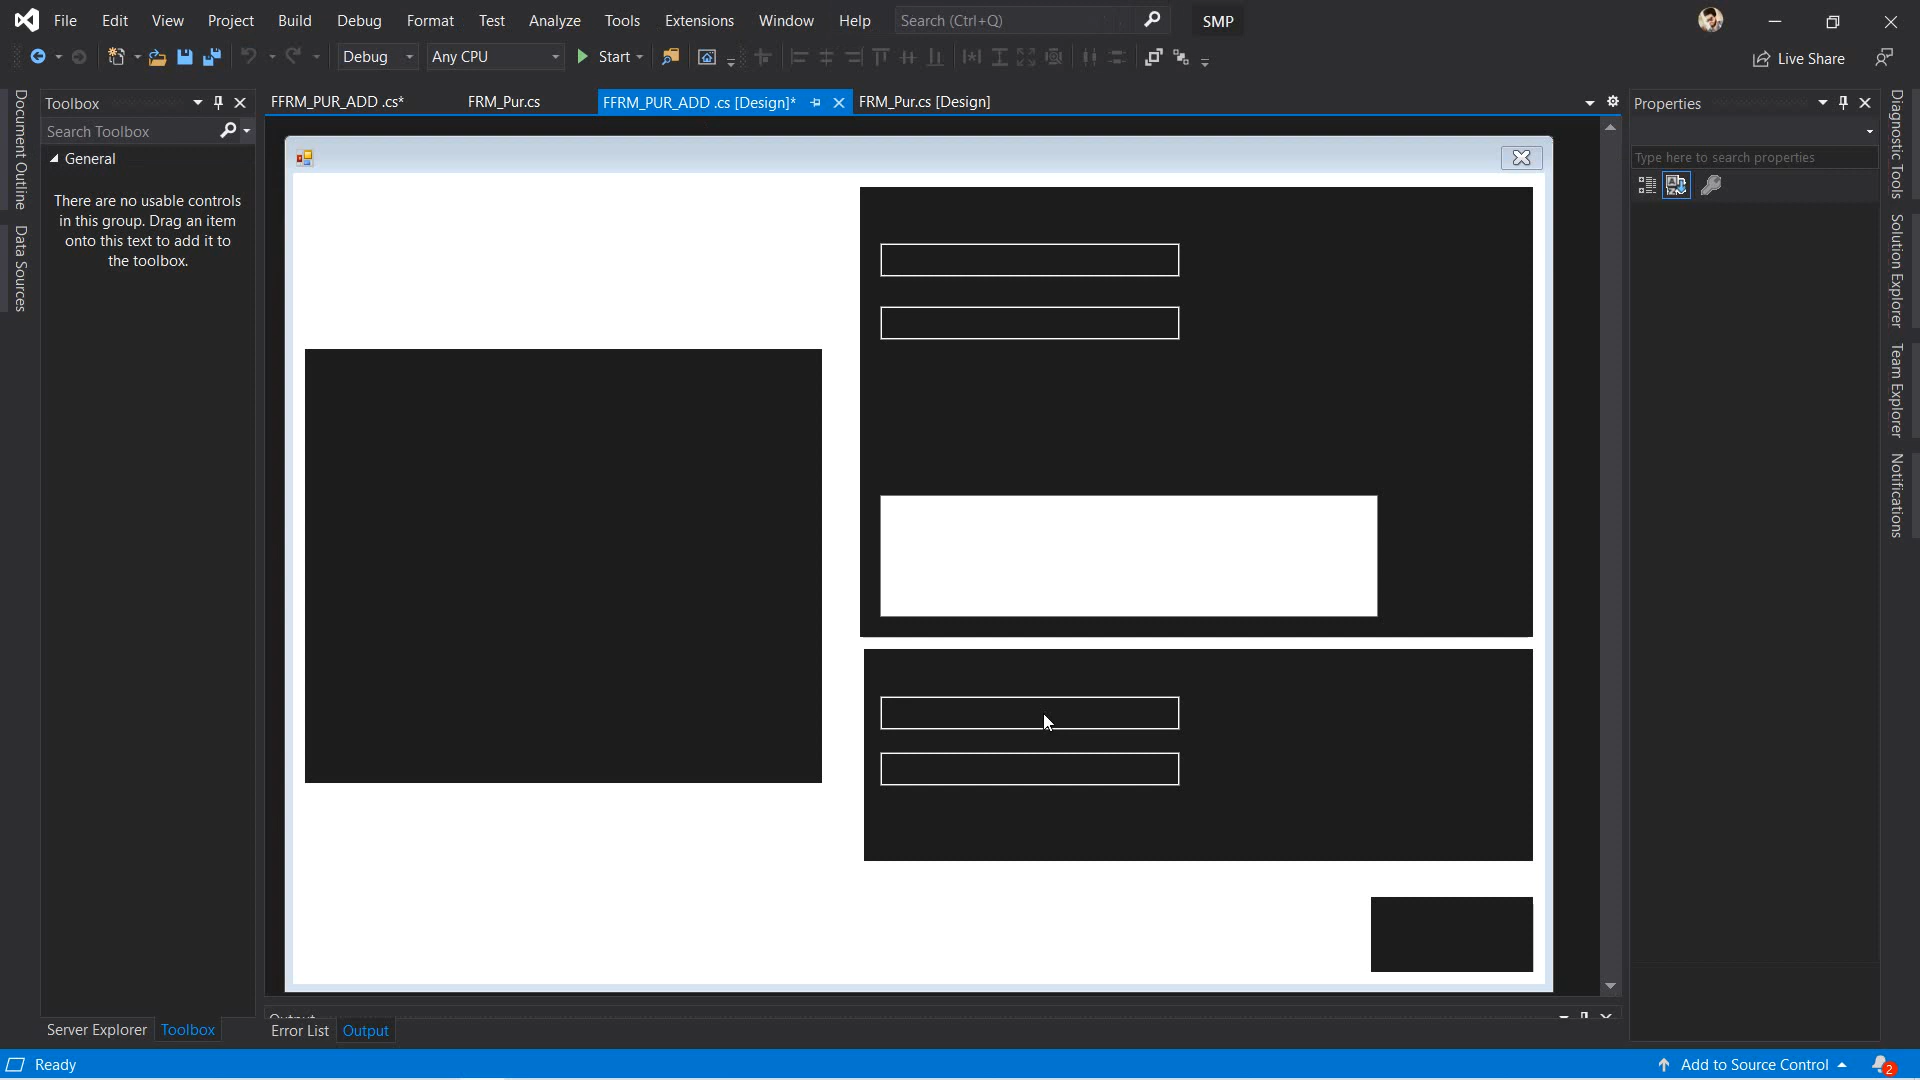 File Edit View Project Build Debug Format Test Analyze Tools Extensions Window Help Search (Ctrl+Q) SMP
Debug Any CPU Start Live Share
Document Outline
Data Sources
Toolbox
Search Toolbox
General
There are no usable controls
in this group. Drag an item
onto this text to add it to
the toolbox.
Server Explorer Toolbox
FFRM_PUR_ADD .cs* FRM_Pur.cs FFRM_PUR_ADD .cs [Design]* FRM_Pur.cs [Design]
Output
Error List Output
Properties
Type here to search properties
Diagnostic Tools
Solution Explorer
Team Explorer
Notifications
Ready
Add to Source Control 2